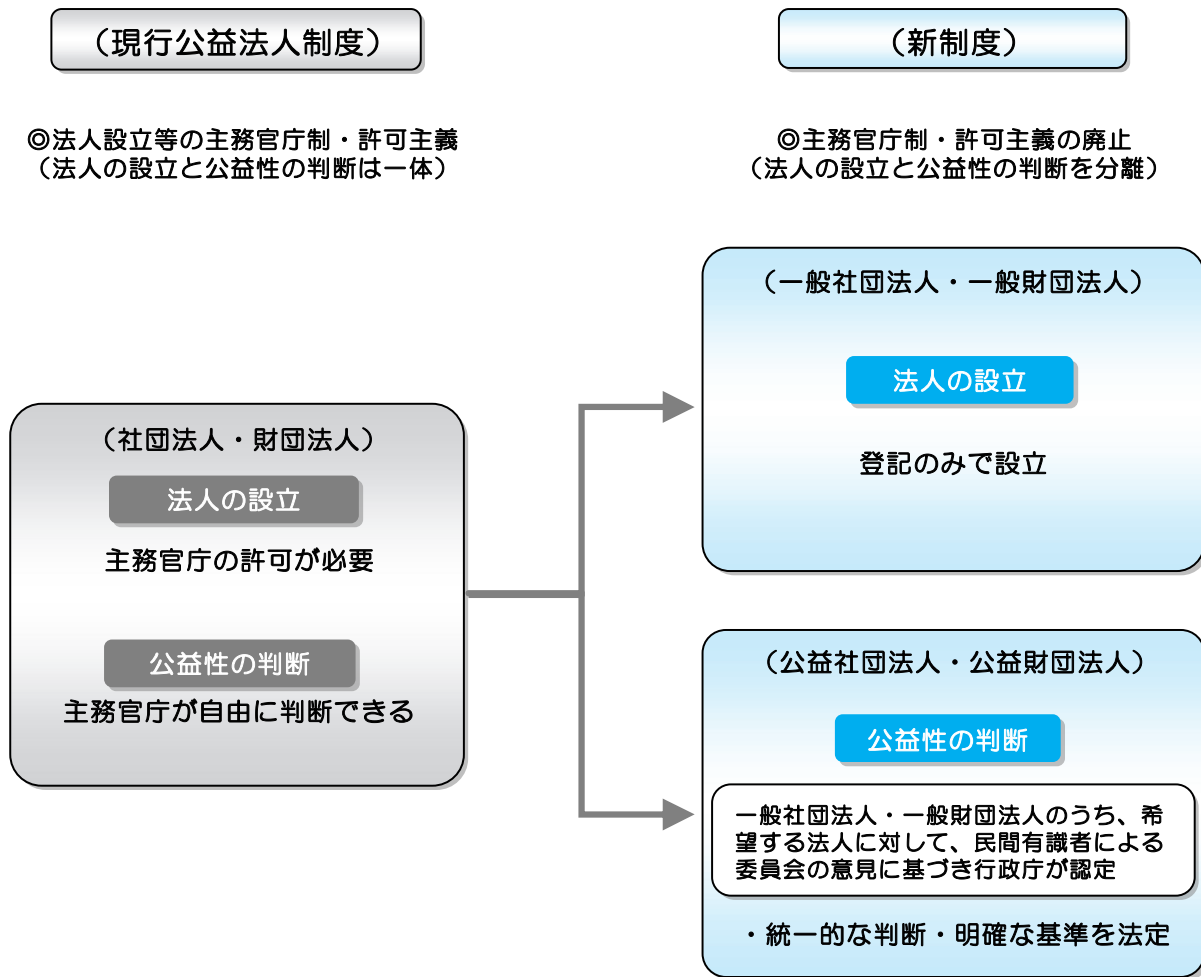 （現行公益法人制度）
◎法人設立等の主務官庁制・許可主義
（法人の設立と公益性の判断は一体）
（社団法人・財団法人）
法人の設立
主務官庁の許可が必要
公益性の判断
主務官庁が自由に判断できる
（新制度）
◎主務官庁制・許可主義の廃止
（法人の設立と公益性の判断を分離）
（一般社団法人・一般財団法人）
法人の設立
登記のみで設立
（公益社団法人・公益財団法人）
公益性の判断
一般社団法人・一般財団法人のうち、希
望する法人に対して、民間有識者による
委員会の意見に基づき行政庁が認定
・統一的な判断・明確な基準を法定